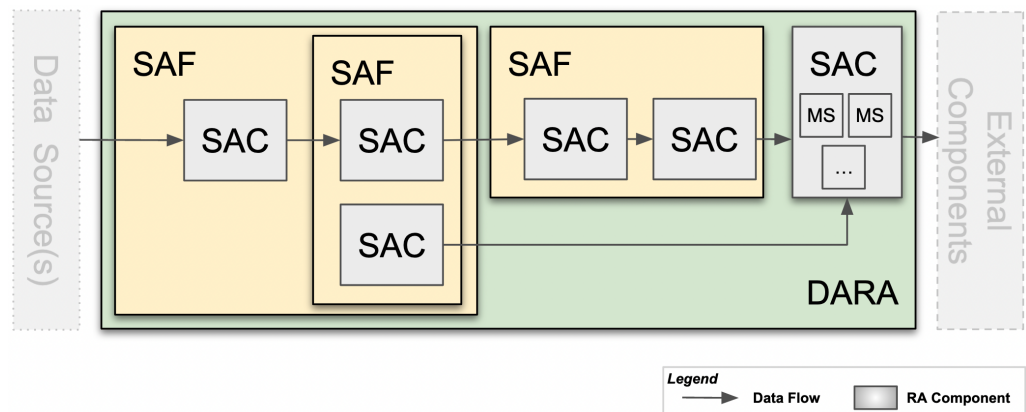 Data Source(s)
SAF
SAC
SAF
SAC
SAC
SAF
SAC
SAC
SAC
MS
MS
...
DARA
External
Components
Legend
Data Flow
RA Component